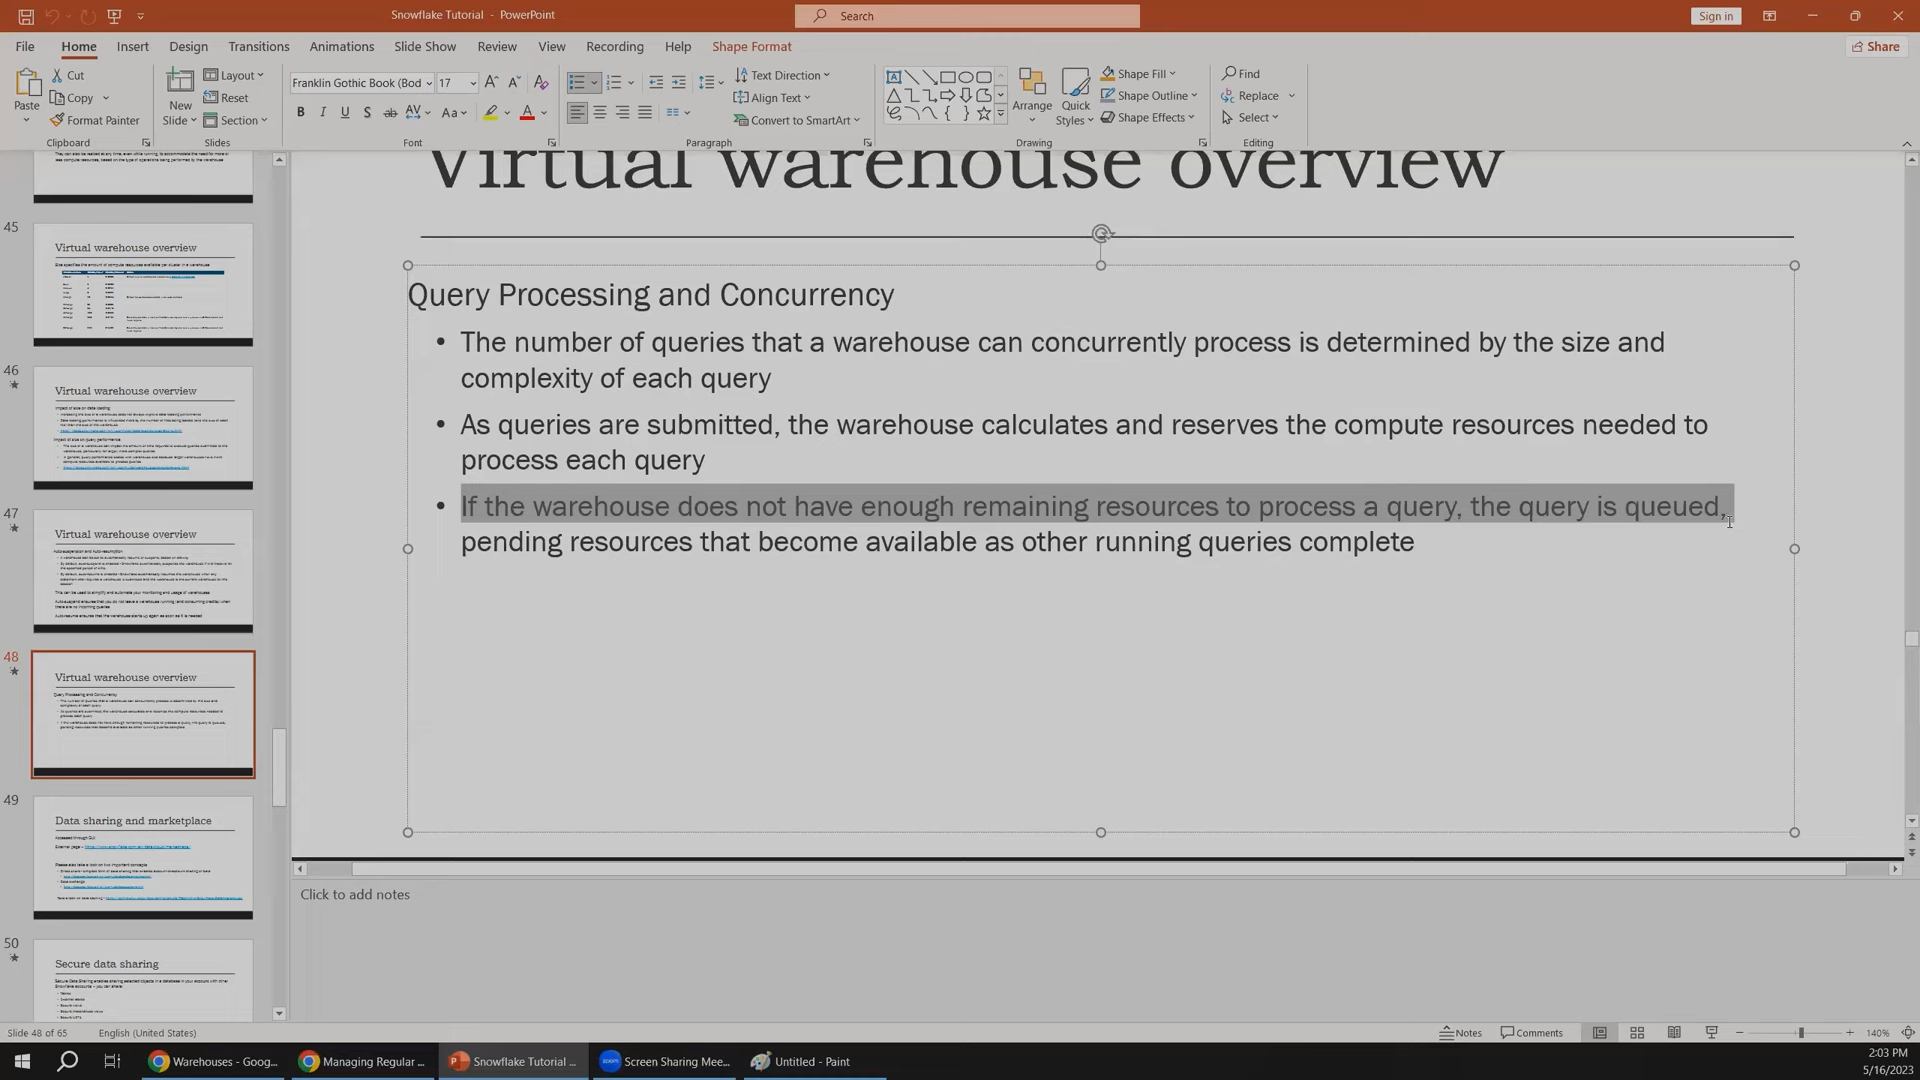 Snowflake Tutorial - PowerPoint
Search
Sign in
File Home Insert Design Transitions Animations Slide Show Review View Recording Help Shape Format
Share
Paste
Cut
Copy
Format Painter
Clipboard
New Slide
Layout
Reset
Section
Slides
Franklin Gothic Book (Bod
17
Font
Text Direction
Align Text
Convert to SmartArt
Paragraph
Arrange
Quick Styles
Shape Fill
Shape Outline
Shape Effects
Drawing
Find
Replace
Select
Editing
45
Virtual warehouse overview
46
Virtual warehouse overview
47
Virtual warehouse overview
48
Virtual warehouse overview
Query Processing and Concurrency
49
Data sharing and marketplace
50
Secure data sharing
Virtual warehouse overview
Query Processing and Concurrency
• The number of queries that a warehouse can concurrently process is determined by the size and
complexity of each query
• As queries are submitted, the warehouse calculates and reserves the compute resources needed to
process each query
• If the warehouse does not have enough remaining resources to process a query, the query is queued,
pending resources that become available as other running queries complete
Click to add notes
Slide 48 of 65
English (United States)
Notes
Comments
140%
Warehouses - Goog...
Managing Regular ...
Snowflake Tutorial ...
zoom
Screen Sharing Mee...
Untitled - Paint
2:03 PM
5/16/2023